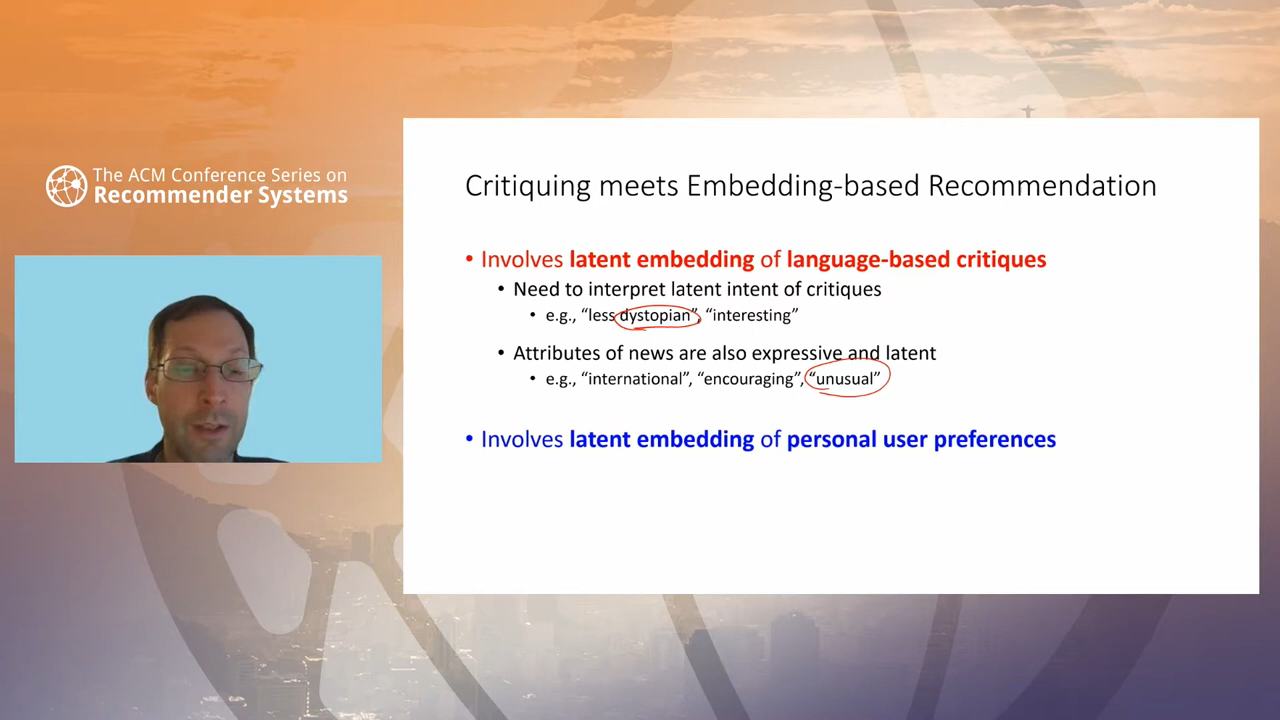 The ACM Conference Series on
Recommender Systems
Critiquing meets Embedding-based Recommendation
• Involves latent embedding of language-based critiques
• Need to interpret latent intent of critiques
• e.g., “less dystopian”, “interesting”
• Attributes of news are also expressive and latent
• e.g., “international”, “encouraging”, “unusual”
• Involves latent embedding of personal user preferences